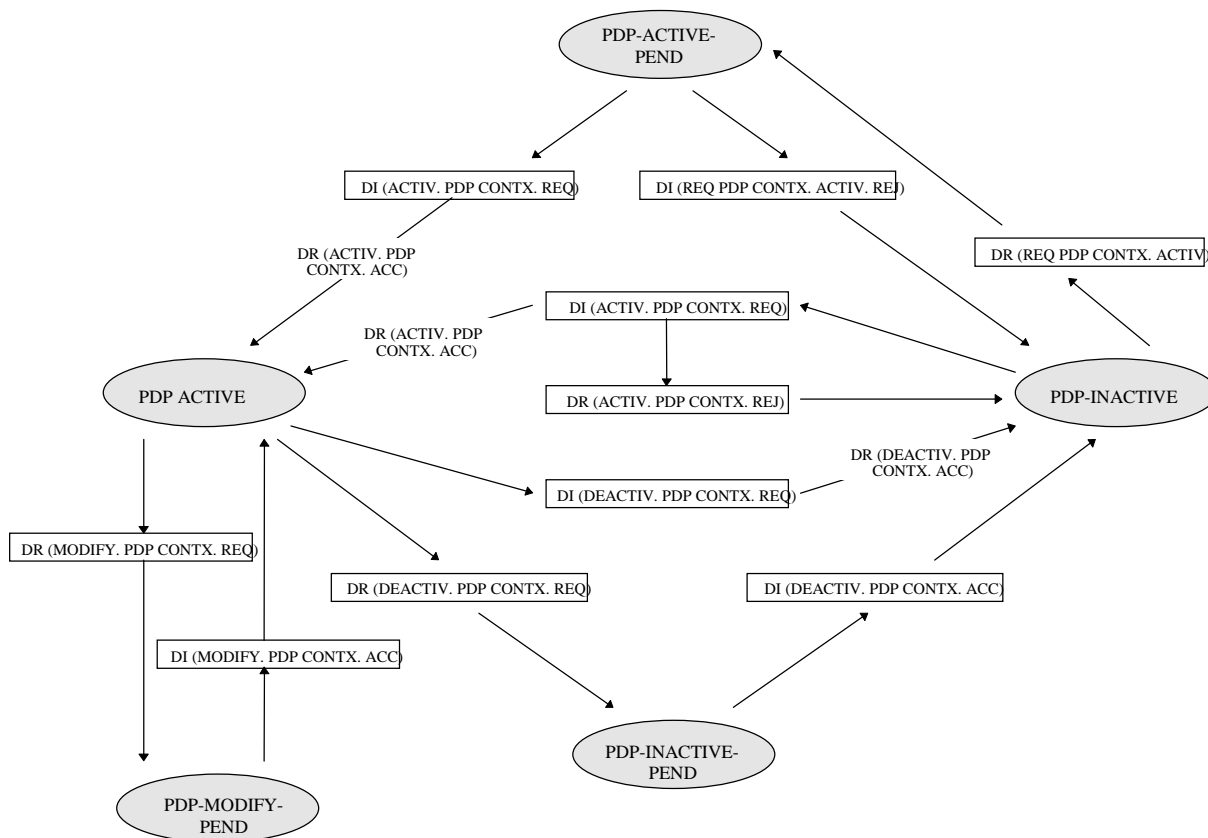 PDP-ACTIVE-
PEND
DI (ACTIV. PDP CONTX. REQ)
DI (REQ PDP CONTX. ACTIV. REJ)
DR (ACTIV. PDP
CONTX. ACC)
DR (REQ PDP CONTX. ACTIV)
DI (ACTIV. PDP CONTX. REQ)
DR (ACTIV. PDP
CONTX. ACC)
PDP ACTIVE
DR (ACTIV. PDP CONTX. REJ)
PDP-INACTIVE
DR (DEACTIV. PDP
CONTX. ACC)
DI (DEACTIV. PDP CONTX. REQ)
DR (MODIFY. PDP CONTX. REQ)
DR (DEACTIV. PDP CONTX. REQ)
DI (DEACTIV. PDP CONTX. ACC)
DI (MODIFY. PDP CONTX. ACC)
PDP-INACTIVE-
PEND
PDP-MODIFY-
PEND